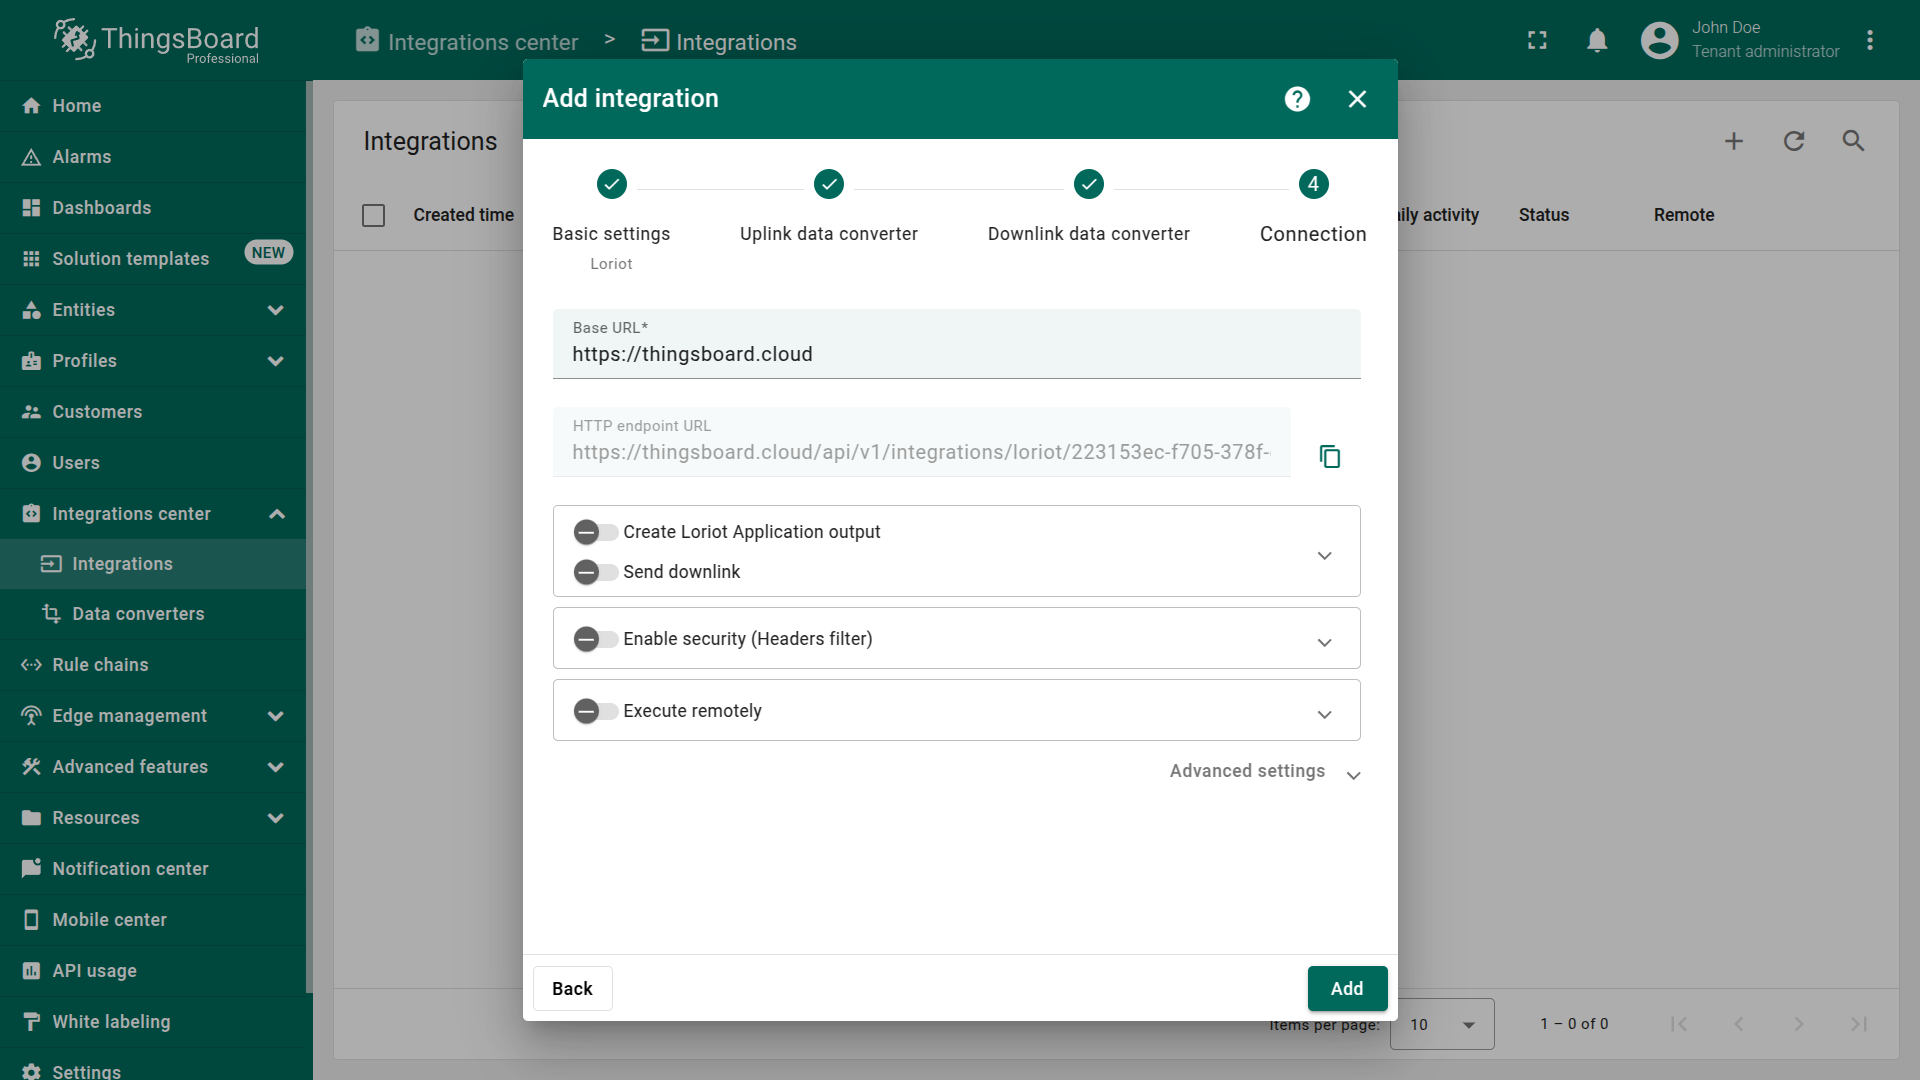 ThingsBoard
Professional
Integrations center > Integrations
John Doe
Tenant administrator
Home
Alarms
Dashboards
Solution templates NEW
Entities
Profiles
Customers
Users
Integrations center
Integrations
Data converters
Rule chains
Edge management
Advanced features
Resources
Notification center
Mobile center
API usage
White labeling
Settings
Integrations
Created time
ily activity
Status
Remote
Add integration
4
Basic settings
Loriot
Uplink data converter
Downlink data converter
Connection
Base URL*
https://thingsboard.cloud
HTTP endpoint URL
https://thingsboard.cloud/api/v1/integrations/loriot/223153ec-f705-378f-
Create Loriot Application output
Send downlink
Enable security (Headers filter)
Execute remotely
Advanced settings
Back
Add
Items per page:
10
1 – 0 of 0